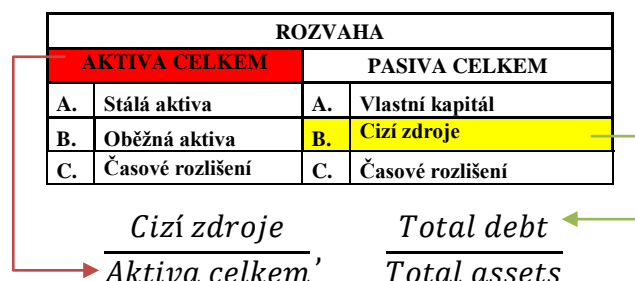 ROZVAHA
AKTIVA CELKEM PASIVA CELKEM
A. Stálá aktiva A. Vlastní kapitál
B. Oběžná aktiva B. Cizí zdroje
C. Časové rozlišení C. Časové rozlišení
Cizí zdroje Total debt
Aktiva celkem, Total assets